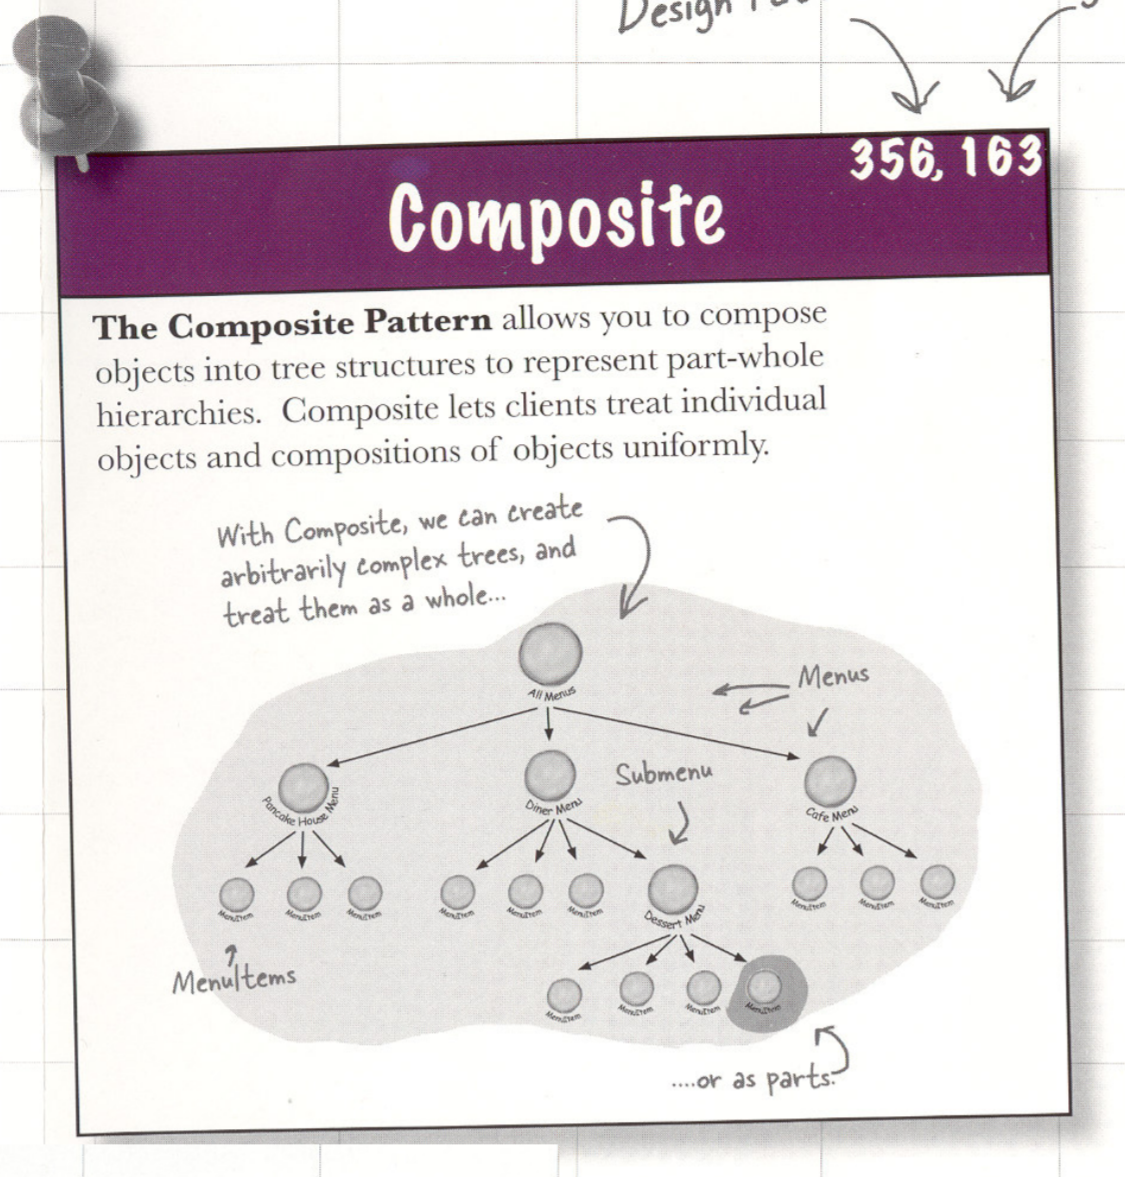 Design
356, 163
Composite
The Composite Pattern allows you to compose
objects into tree structures to represent part-whole
hierarchies. Composite lets clients treat individual
objects and compositions of objects uniformly.
With Composite, we can create
arbitrarily complex trees, and
treat them as a whole...
All Menus
Menus
Submenu
Pancake House Menu
Diner Menu
Cafe Menu
MenuItem
MenuItem
MenuItem
MenuItem
MenuItem
MenuItem
Dessert Menu
MenuItem
MenuItem
MenuItem
MenuItems
MenuItem
MenuItem
MenuItem
MenuItem
....or as parts.